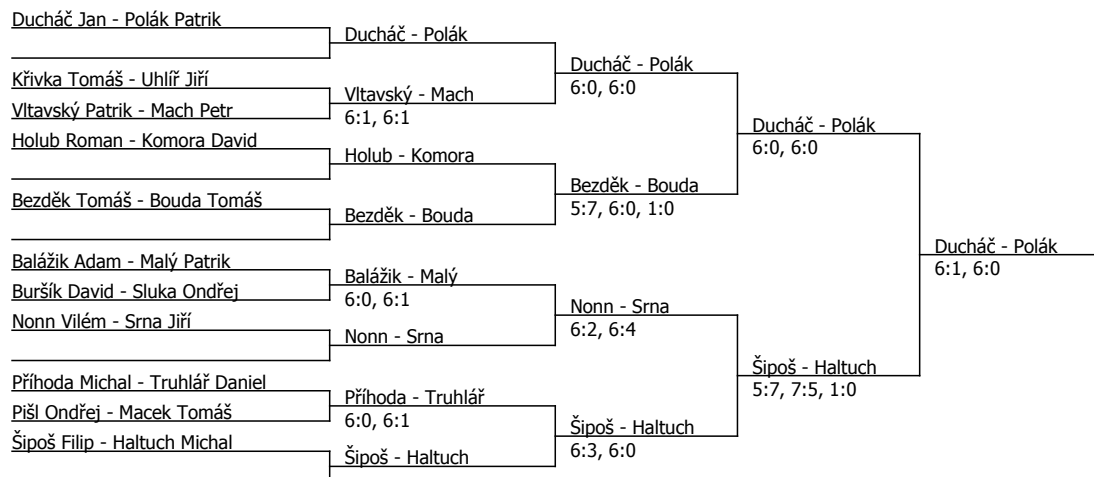 Ducháč Jan - Polák Patrik
Ducháč - Polák
Ducháč - Polák
6:0, 6:0
Křivka Tomáš - Uhlíř Jiří
Vltavský - Mach
6:1, 6:1
Vltavský Patrik - Mach Petr
Ducháč - Polák
6:0, 6:0
Holub Roman - Komora David
Holub - Komora
Bezděk - Bouda
5:7, 6:0, 1:0
Bezděk Tomáš - Bouda Tomáš
Bezděk - Bouda
Ducháč - Polák
6:1, 6:0
Balážik Adam - Malý Patrik
Balážik - Malý
6:0, 6:1
Buršík David - Sluka Ondřej
Nonn - Srna
6:2, 6:4
Nonn Vilém - Srna Jiří
Nonn - Srna
Šipoš - Haltuch
5:7, 7:5, 1:0
Příhoda Michal - Truhlář Daniel
Příhoda - Truhlář
6:0, 6:1
Pišl Ondřej - Macek Tomáš
Šipoš - Haltuch
6:3, 6:0
Šipoš Filip - Haltuch Michal
Šipoš - Haltuch